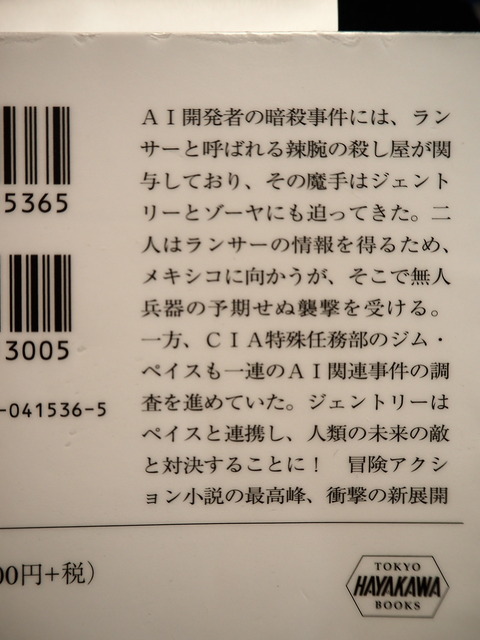 5365
3005
-041536-5
ＡＩ開発者の暗殺事件には、ラン
サーと呼ばれる辣腕の殺し屋が関
与しており、その魔手はジェント
リーとゾーヤにも迫ってきた。二
人はランサーの情報を得るため、
メキシコに向かうが、そこで無人
兵器の予期せぬ襲撃を受ける。
一方、ＣＩＡ特殊任務部のジム・
ペイスも一連のＡＩ関連事件の調
査を進めていた。ジェントリーは
ペイスと連携し、人類の未来の敵
と対決することに！　冒険アクシ
ョン小説の最高峰、衝撃の新展開
00円+税）
TOKYO
HAYAKAWA
BOOKS